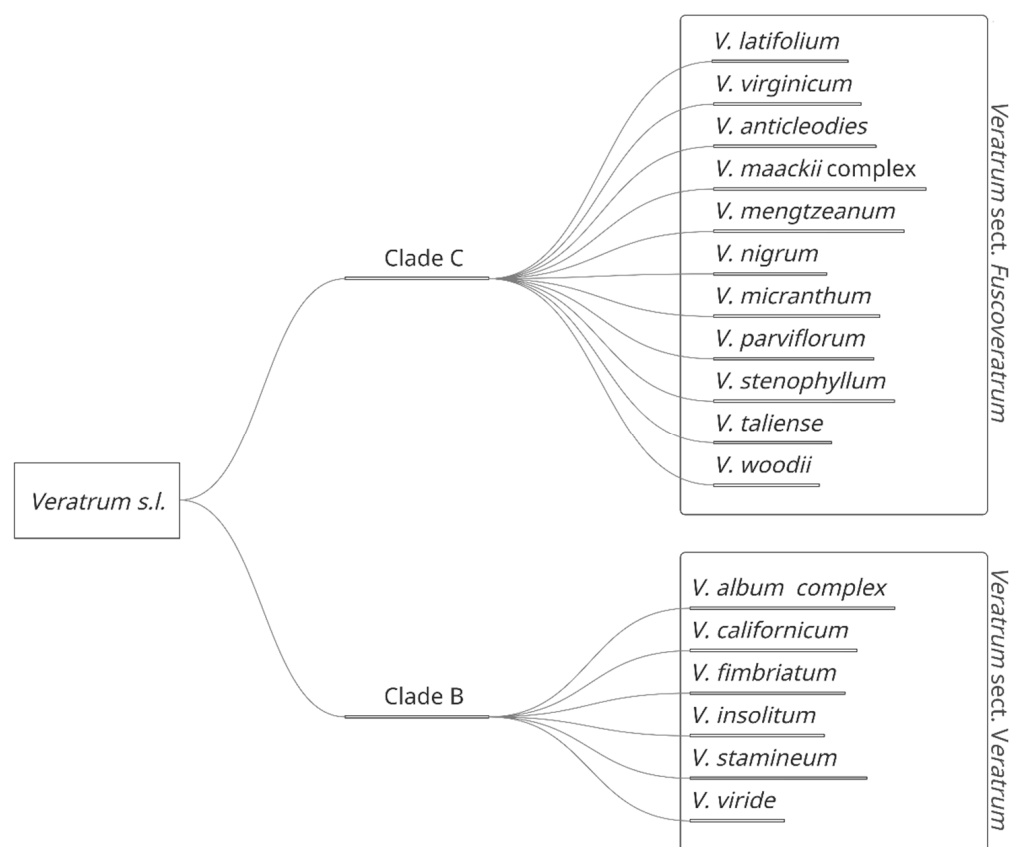 V. latifolium
V. virginicum
V. anticleodies
V. maackii complex
V. mengtzeanum
V. nigrum
V. micranthum
V. parviflorum
V. stenophyllum
V. taliense
V. woodii
Veratrum sect. Fuscoveratrum
Clade C
Veratrum s.l.
Clade B
V. album complex
V. californicum
V. fimbriatum
V. insolitum
V. stamineum
V. viride
Veratrum sect. Veratrum